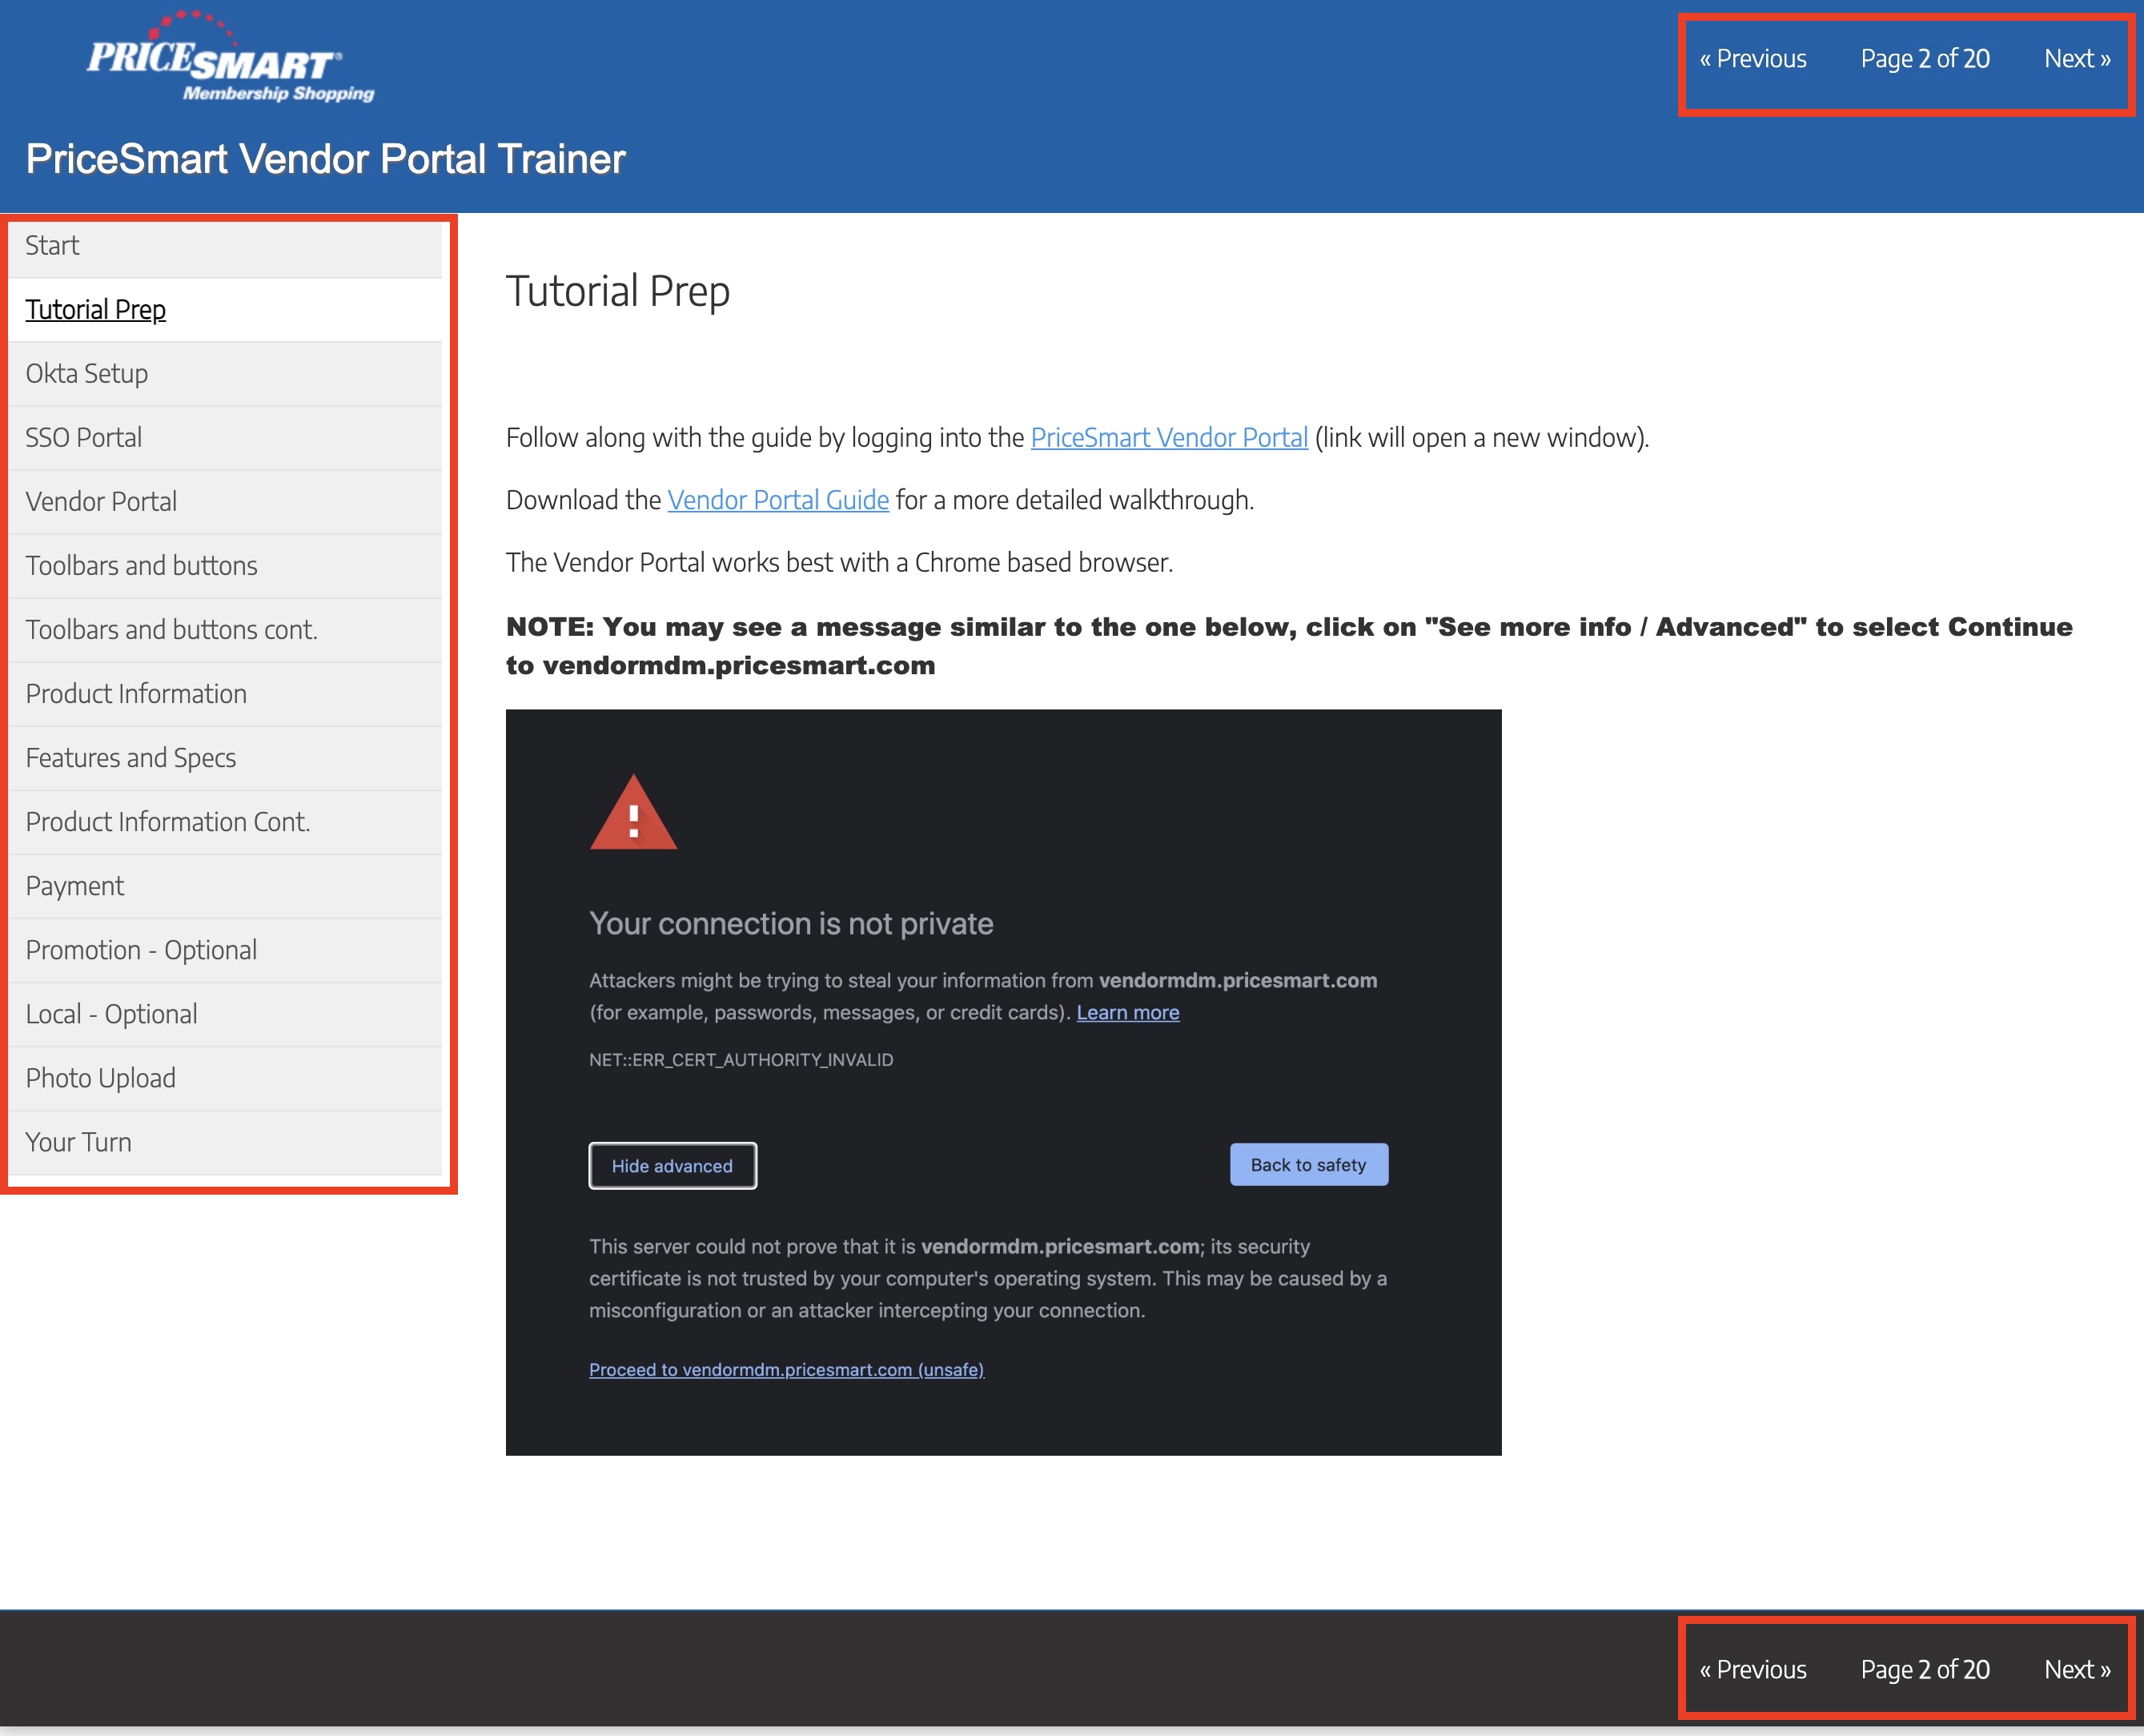 PRICESMART®
Membership Shopping
« Previous Page 2 of 20 Next »
PriceSmart Vendor Portal Trainer
Start
Tutorial Prep
Okta Setup
SSO Portal
Vendor Portal
Toolbars and buttons
Toolbars and buttons cont.
Product Information
Features and Specs
Product Information Cont.
Payment
Promotion - Optional
Local - Optional
Photo Upload
Your Turn
Tutorial Prep
Follow along with the guide by logging into the PriceSmart Vendor Portal (link will open a new window).
Download the Vendor Portal Guide for a more detailed walkthrough.
The Vendor Portal works best with a Chrome based browser.
NOTE: You may see a message similar to the one below, click on "See more info / Advanced" to select Continue
to vendormdm.pricesmart.com
!
Your connection is not private
Attackers might be trying to steal your information from vendormdm.pricesmart.com
(for example, passwords, messages, or credit cards). Learn more
NET::ERR_CERT_AUTHORITY_INVALID
Hide advanced
Back to safety
This server could not prove that it is vendormdm.pricesmart.com; its security
certificate is not trusted by your computer's operating system. This may be caused by a
misconfiguration or an attacker intercepting your connection.
Proceed to vendormdm.pricesmart.com (unsafe)
« Previous Page 2 of 20 Next »